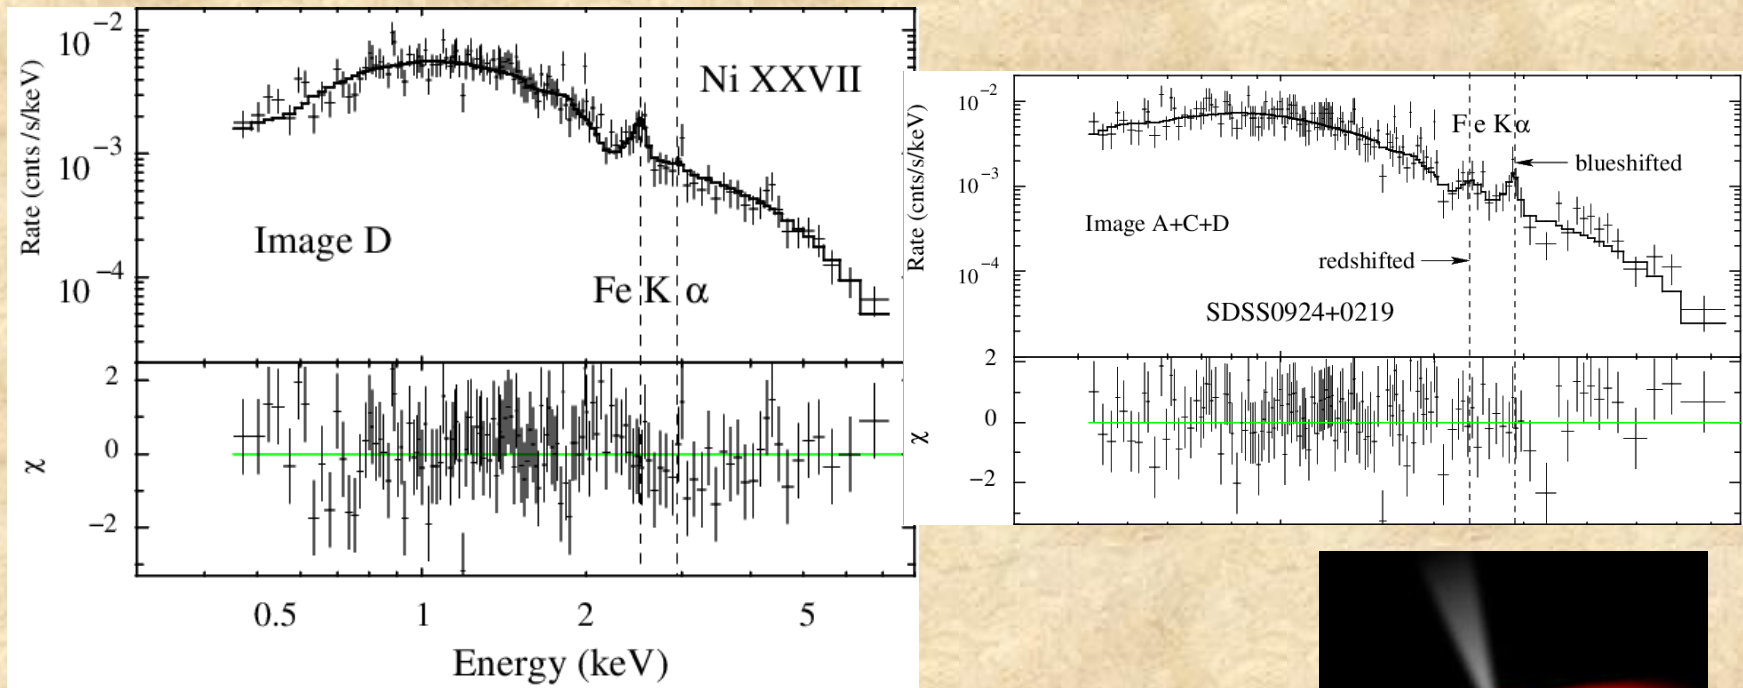 Rate (cnts /s/keV)
10−2
10−3
10−4
Ni XXVII
Image D
Fe K α
χ
2
0
−2
0.5 1 2 5
Energy (keV)
Rate (cnts/s/keV)
10−2
10−3
10−4
Fe Kα
blueshifted
Image A+C+D
redshifted
SDSS0924+0219
χ
2
0
−2